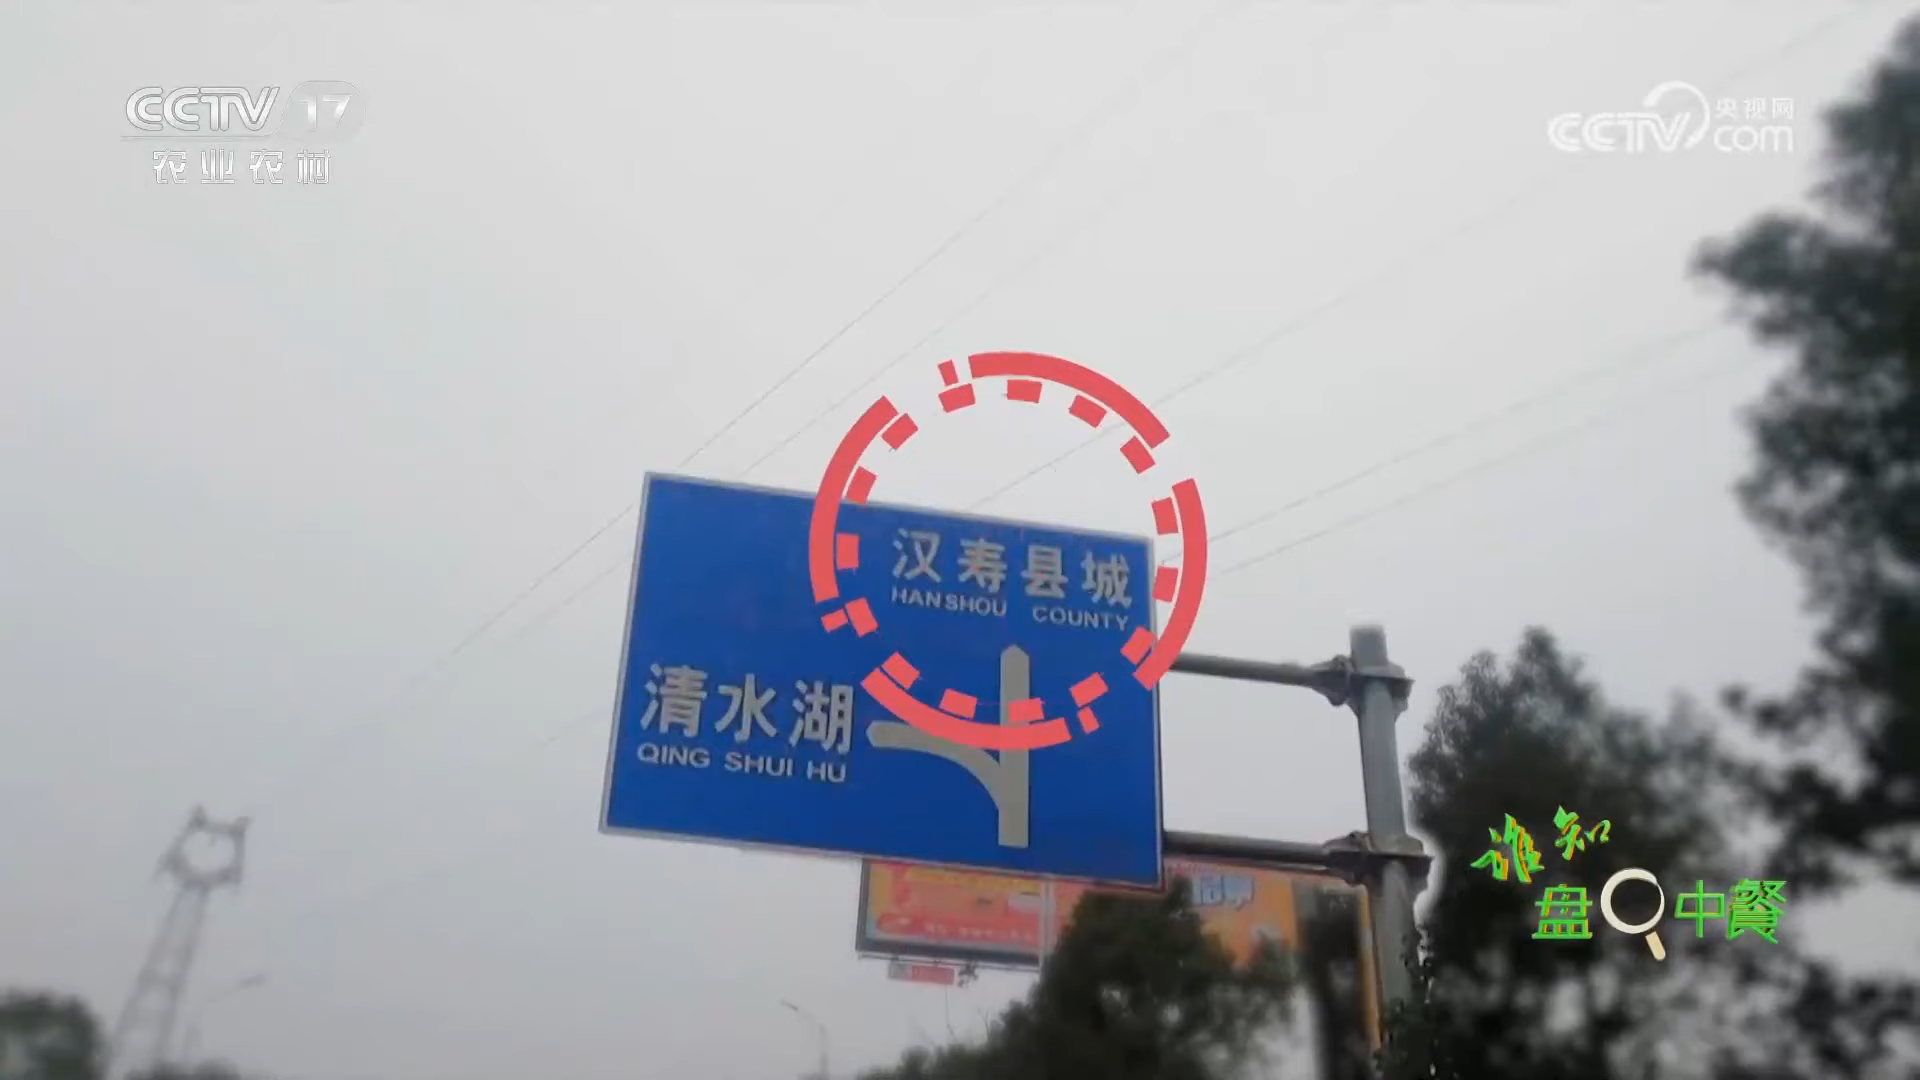 CCTV 17
农业农村
央视网
CCTV com
汉寿县城
HANSHOU COUNTY
清水湖
QING SHUI HU
谁知
盘中餐